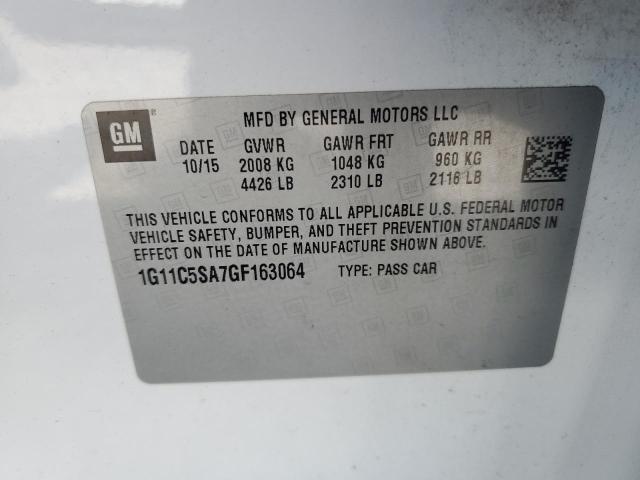 MFD BY GENERAL MOTORS LLC
GM®
DATE GVWR GAWR FRT GAWR RR
10/15 2008 KG 1048 KG 960 KG
4426 LB 2310 LB 2116 LB
THIS VEHICLE CONFORMS TO ALL APPLICABLE U.S. FEDERAL MOTOR
VEHICLE SAFETY, BUMPER, AND THEFT PREVENTION STANDARDS IN
EFFECT ON THE DATE OF MANUFACTURE SHOWN ABOVE.
1G11C5SA7GF163064 TYPE: PASS CAR